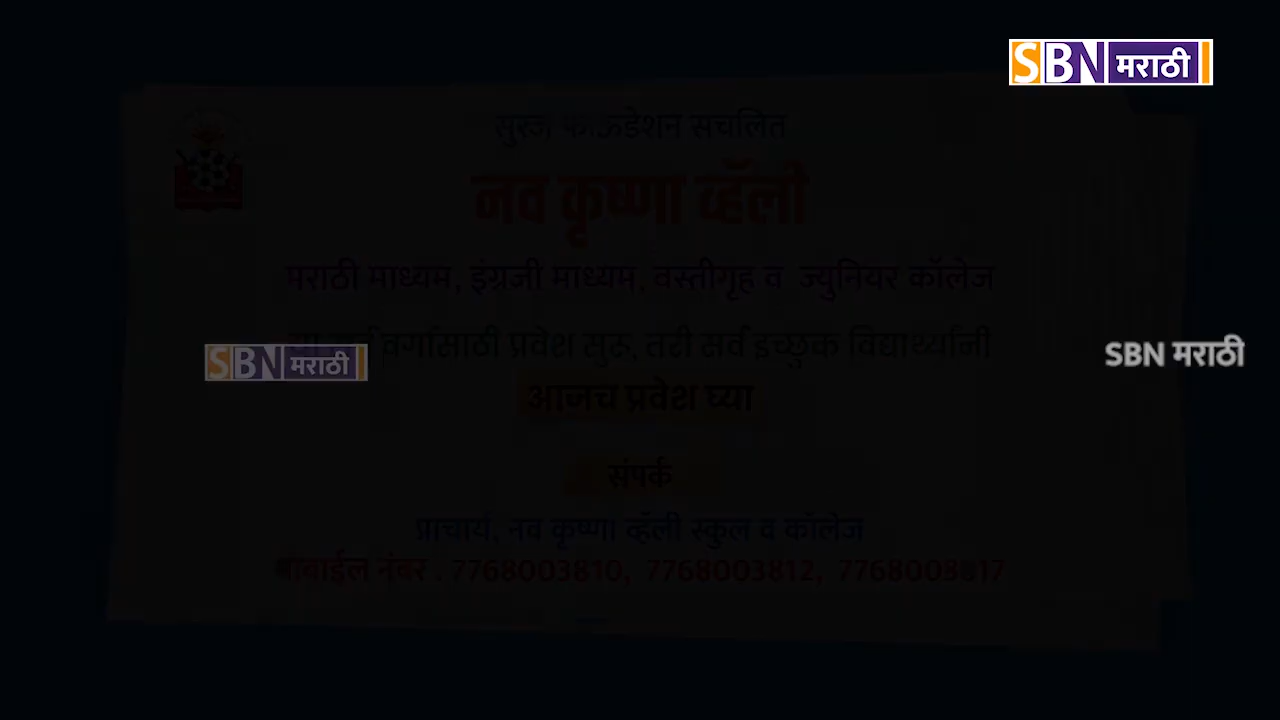 SBN मराठी
सुरज फाऊंडेशन संचलित
नव कृष्णा व्हॅली
मराठी माध्यम, इंग्रजी माध्यम, वस्तीगृह व ज्युनियर कॉलेज
वर्गासाठी प्रवेश सुरू, तरी सर्व इच्छुक विद्यार्थ्यांनी
SBN मराठी
SBN मराठी
आजच प्रवेश घ्या
संपर्क
प्राचार्य, नव कृष्णा व्हॅली स्कुल व कॉलेज
मोबाईल नंबर . 7768003810, 7768003812, 7768008817